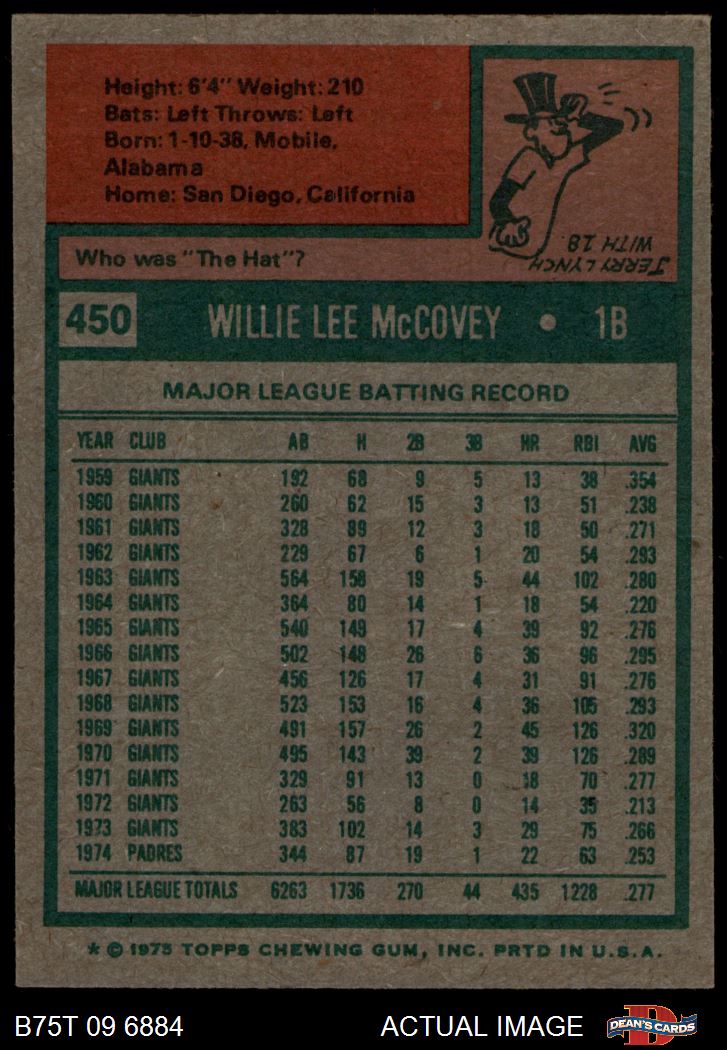 Height: 6'4" Weight: 210
Bats: Left Throws: Left
Born: 1-10-38, Mobile,
Alabama
Home: San Diego, California
Who was "The Hat"?
JERRY LYNCH
WITH 18.
450 WILLIE LEE McCOVEY • 1B
MAJOR LEAGUE BATTING RECORD
YEAR CLUB AB H 2B 3B HR RBI AVG
1959 GIANTS 192 68 9 5 13 38 .354
1960 GIANTS 260 62 15 3 13 51 .238
1961 GIANTS 328 89 12 3 18 50 .271
1962 GIANTS 229 67 6 1 20 54 .293
1963 GIANTS 564 158 19 5 44 102 .280
1964 GIANTS 364 80 14 1 18 54 .220
1965 GIANTS 540 149 17 4 39 92 .276
1966 GIANTS 502 148 26 6 36 96 .295
1967 GIANTS 456 126 17 4 31 91 .276
1968 GIANTS 523 153 16 4 36 105 .293
1969 GIANTS 491 157 26 2 45 126 .320
1970 GIANTS 495 143 39 2 39 126 .289
1971 GIANTS 329 91 13 0 18 70 .277
1972 GIANTS 263 56 8 0 14 35 .213
1973 GIANTS 383 102 14 3 29 75 .266
1974 PADRES 344 87 19 1 22 63 .253
MAJOR LEAGUE TOTALS 6263 1736 270 44 435 1228 .277
* © 1975 TOPPS CHEWING GUM, INC. PRTD IN U.S.A.
B75T 09 6884 ACTUAL IMAGE
D
DEAN'S CARDS